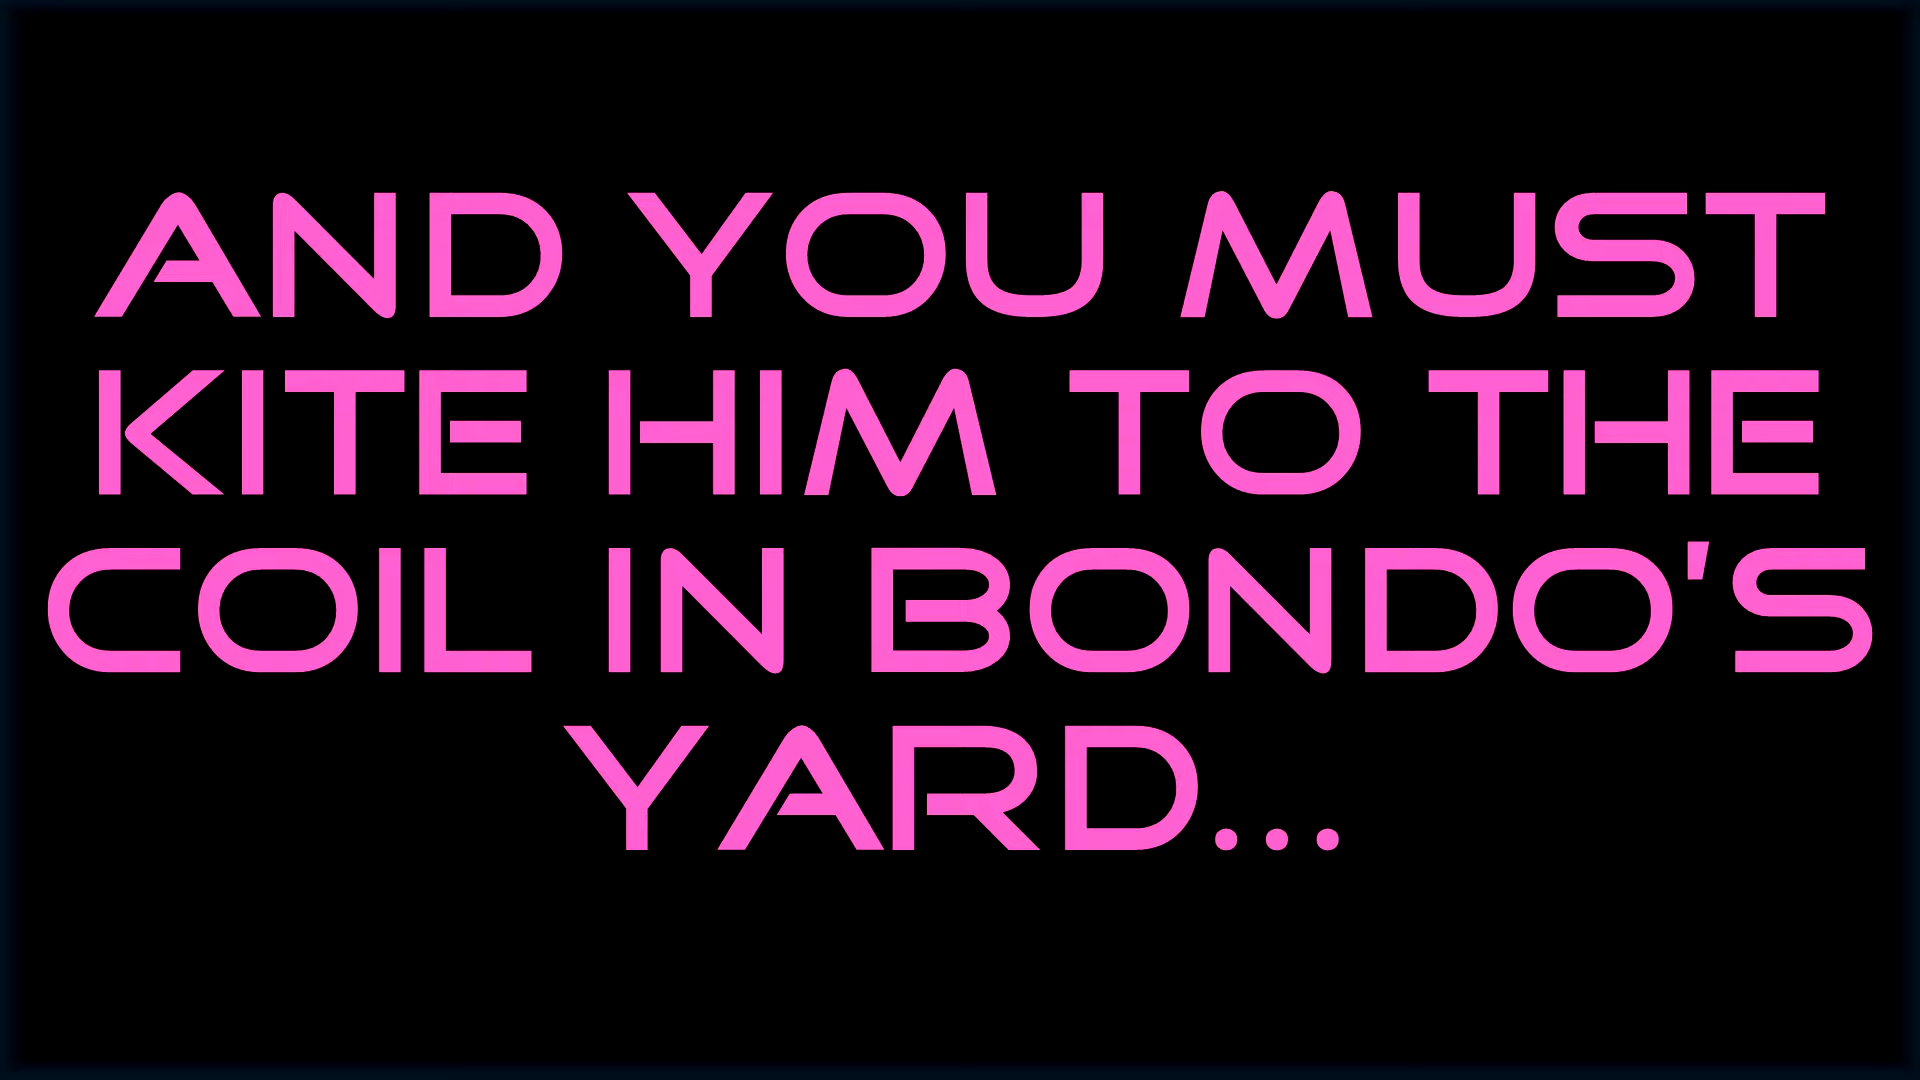 AND YOU MUST
KITE HIM TO THE
COIL IN BONDO'S
YARD...